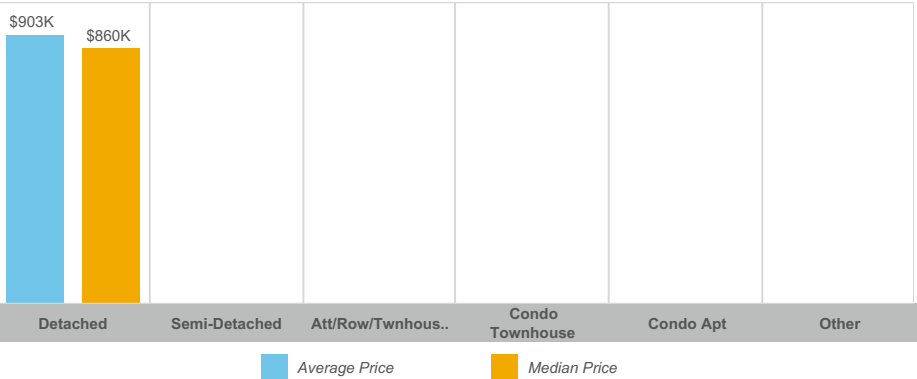 $903K
$860K
Detached
Semi-Detached
Att/Row/Twnhous..
Condo
Townhouse
Condo Apt
Other
Average Price
Median Price